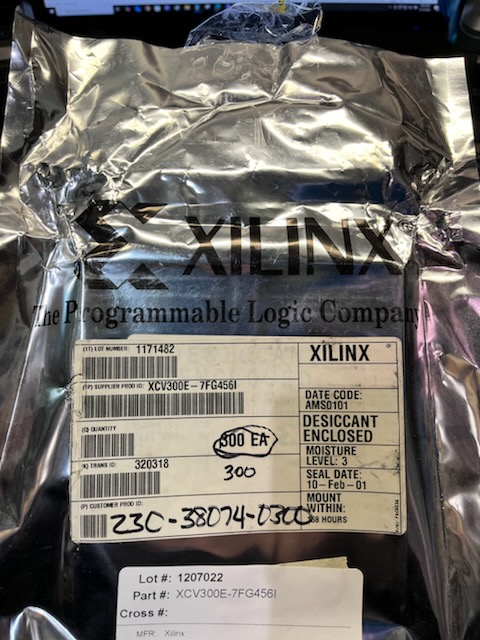 XILINX
The Programmable Logic Company
(1T) LOT NUMBER: 1171482
XILINX
(1P) SUPPLIER PROD ID: XCV300E-7FG456I
DATE CODE:
AMS0101
(Q) QUANTITY
300 EA
300
DESICCANT
ENCLOSED
MOISTURE
LEVEL: 3
(K) TRANS ID: 320318
SEAL DATE:
10-Feb-01
(P) CUSTOMER PROD ID:
23C-38074-0300
MOUNT
WITHIN:
168 HOURS
Lot #: 1207022
Part #: XCV300E-7FG456I
Cross #:
MFR: Xilinx